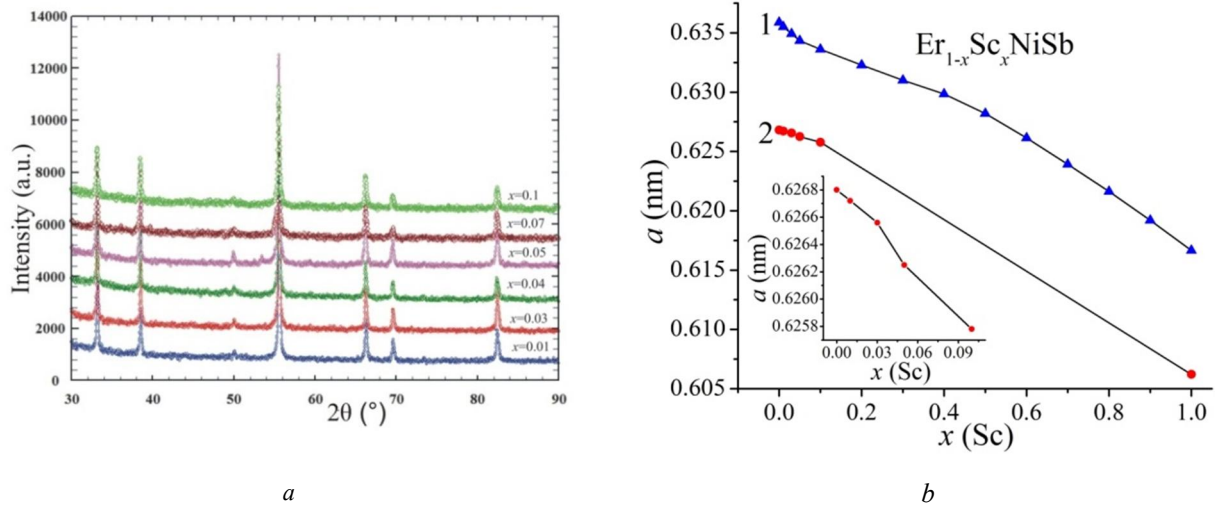 14000
12000
10000
8000
6000
4000
2000
0
Intensity (a.u.)
x=0.1
x=0.07
x=0.05
x=0.04
x=0.03
x=0.01
30 40 50 60 70 80 90
2θ (°)
a
0.635
0.630
0.625
0.620
0.615
0.610
0.605
a (nm)
1
2
Er1-xScxNiSb
0.6268
0.6266
0.6264
0.6262
0.6260
0.6258
a (nm)
0.00 0.03 0.06 0.09
x (Sc)
0.0 0.2 0.4 0.6 0.8 1.0
x (Sc)
b